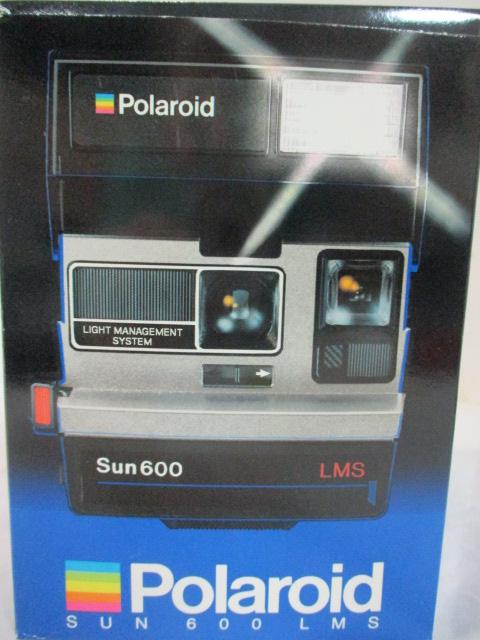 Polaroid
LIGHT MANAGEMENT
SYSTEM
Sun600
LMS
Polaroid
SUN 600 LMS